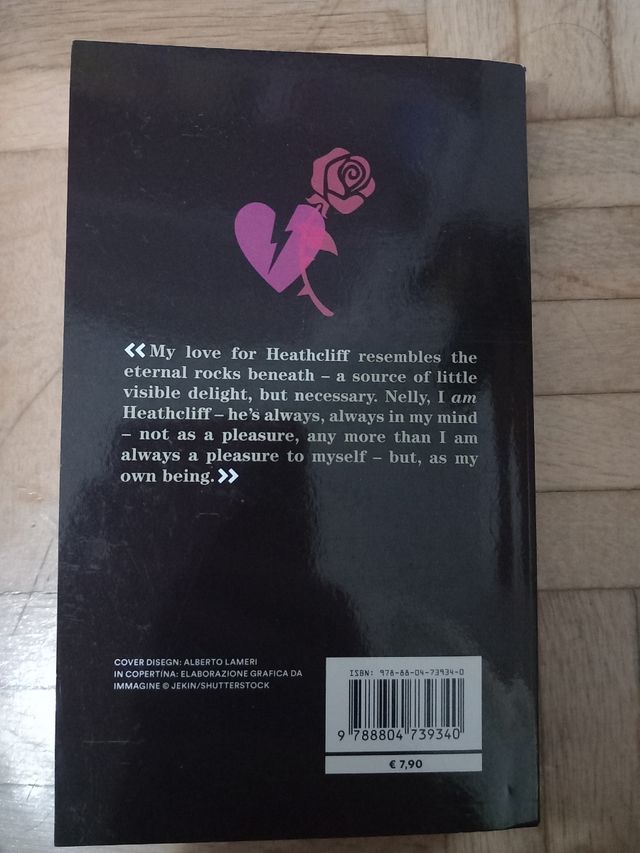 «My love for Heathcliff resembles the
eternal rocks beneath – a source of little
visible delight, but necessary. Nelly, I am
Heathcliff – he's always, always in my mind
– not as a pleasure, any more than I am
always a pleasure to myself – but, as my
own being.»
COVER DISEGN: ALBERTO LAMERI
IN COPERTINA: ELABORAZIONE GRAFICA DA
IMMAGINE © JEKIN/SHUTTERSTOCK
ISBN: 978-88-04-73934-0
9 788804 739340
€ 7,90